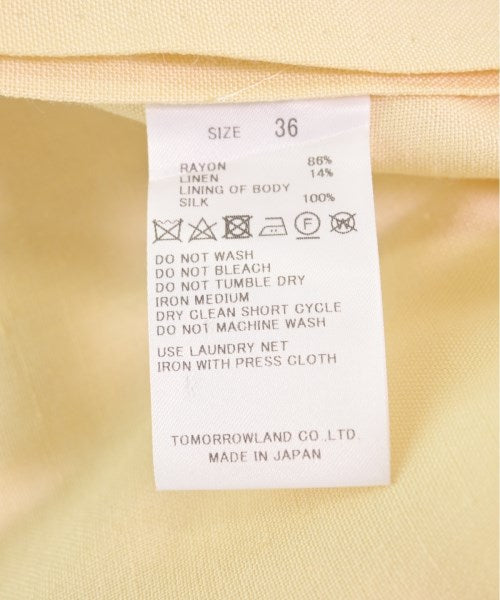 SIZE 36
RAYON 86%
LINEN 14%
LINING OF BODY
SILK 100%
DO NOT WASH
DO NOT BLEACH
DO NOT TUMBLE DRY
IRON MEDIUM
DRY CLEAN SHORT CYCLE
DO NOT MACHINE WASH
USE LAUNDRY NET
IRON WITH PRESS CLOTH
TOMORROWLAND CO.,LTD.
MADE IN JAPAN